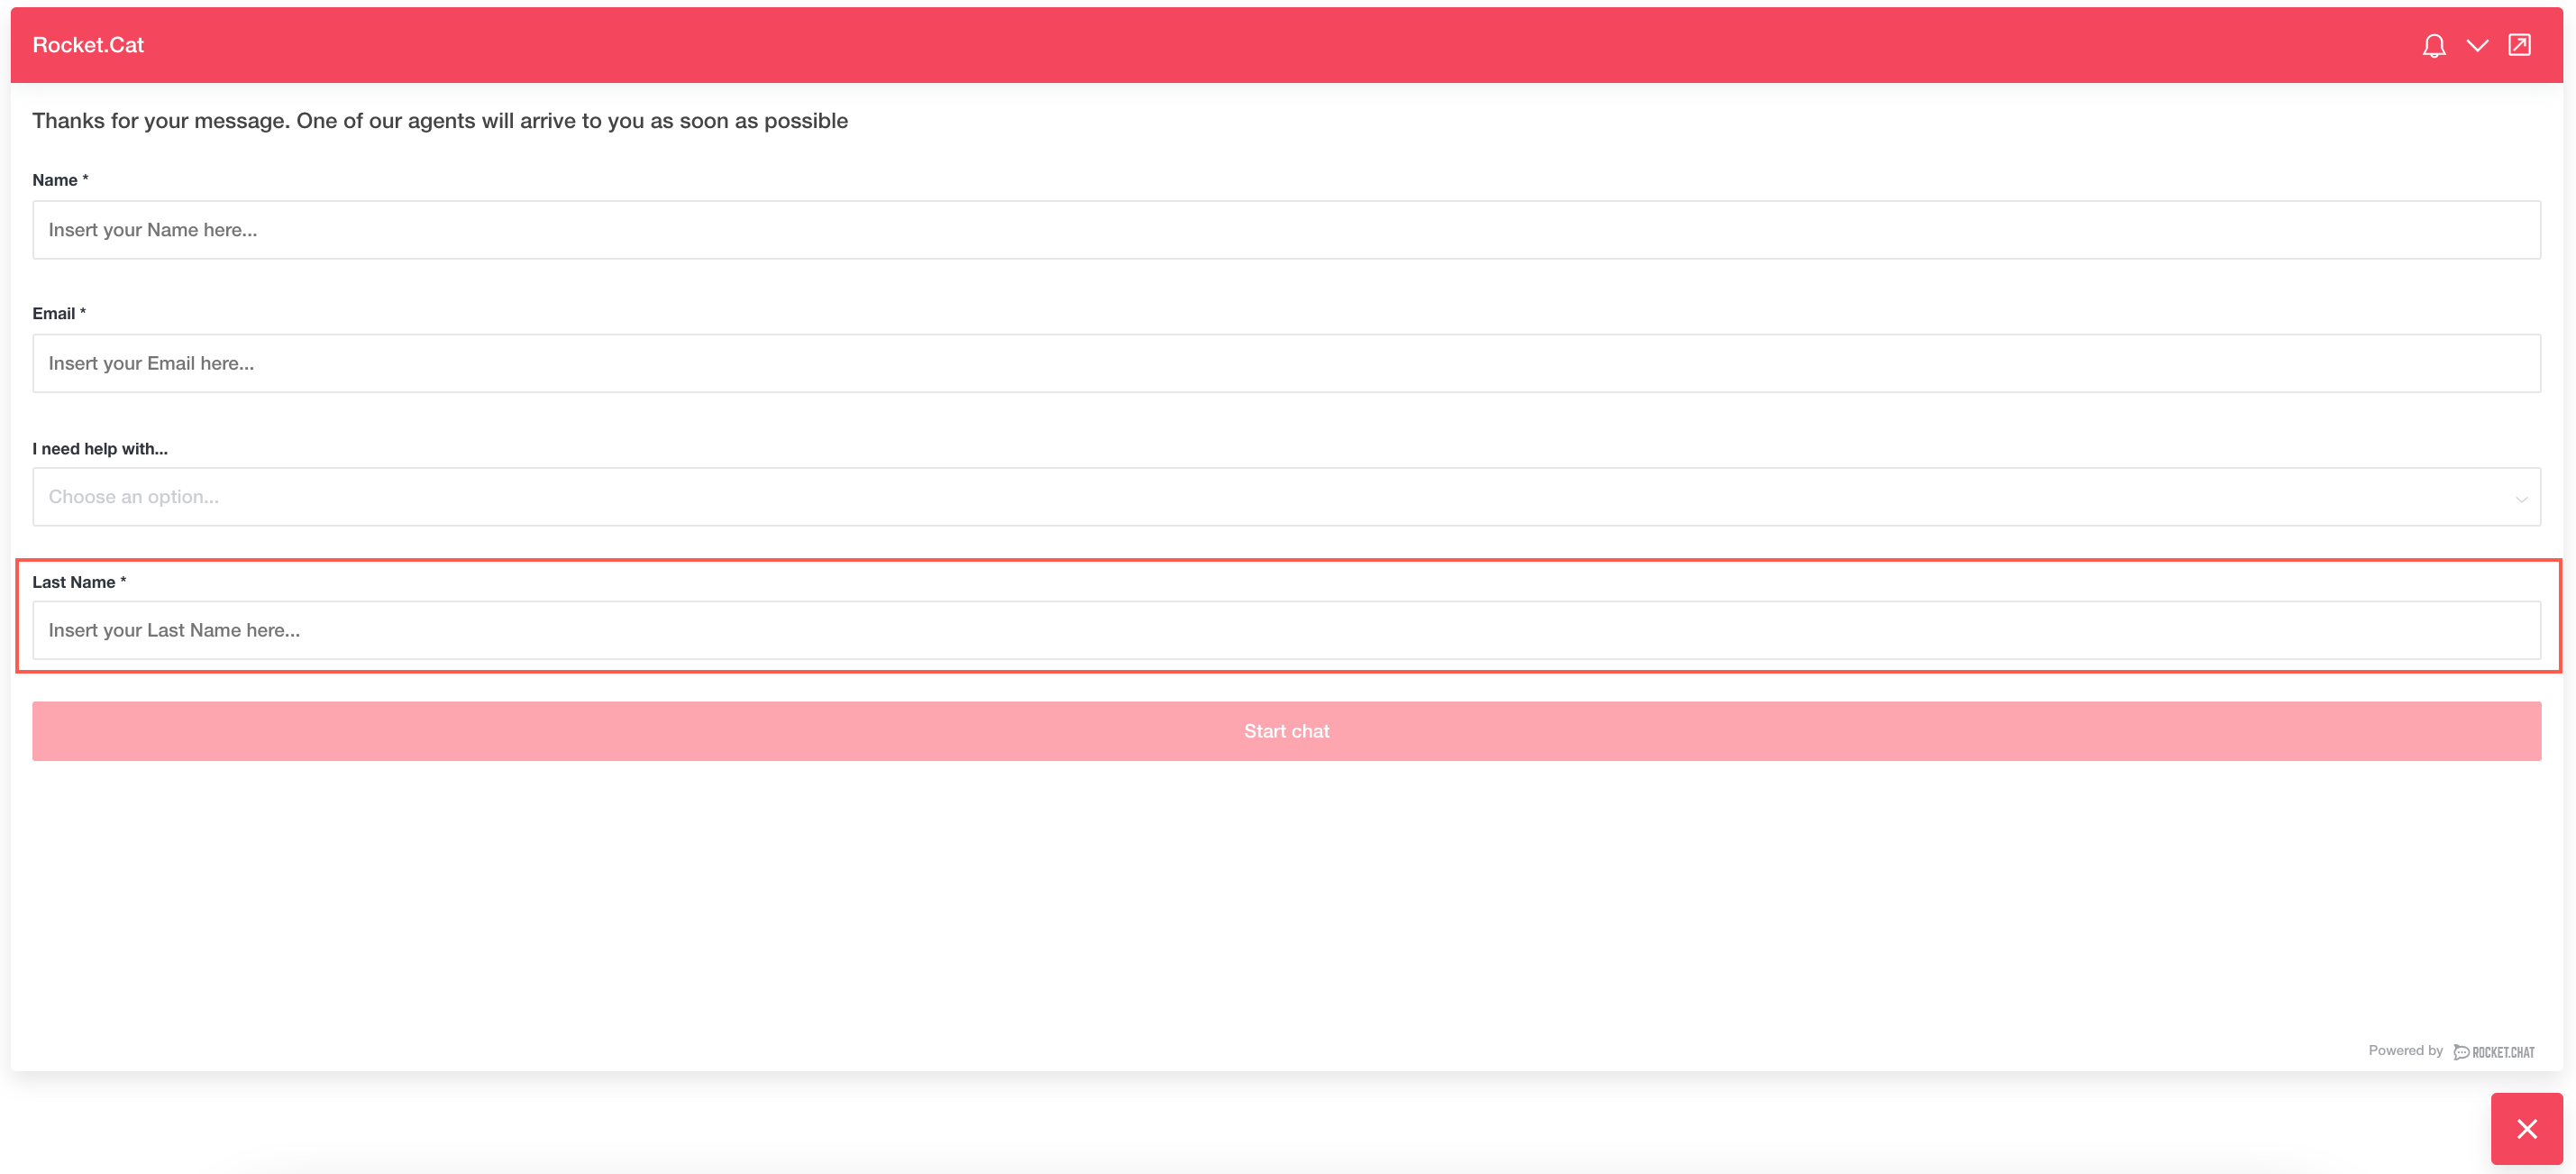 Rocket.Cat
Thanks for your message. One of our agents will arrive to you as soon as possible
Name *
Insert your Name here...
Email *
Insert your Email here...
I need help with...
Choose an option...
Last Name *
Insert your Last Name here...
Start chat
Powered by ROCKET.CHAT